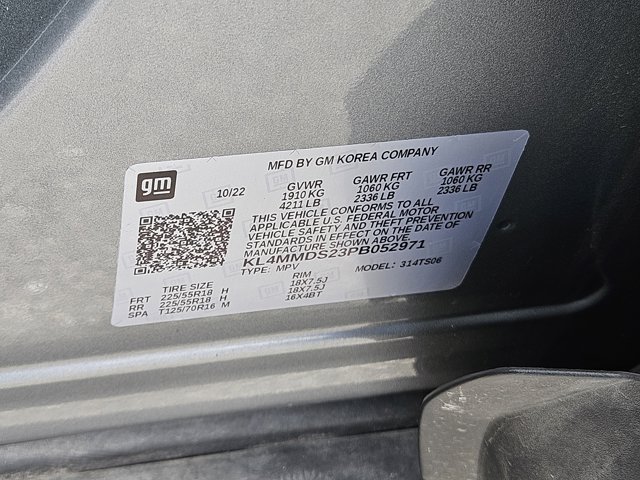 MFD BY GM KOREA COMPANY
gm
10/22
GVWR GAWR FRT GAWR RR
1910 KG 1060 KG 1060 KG
4211 LB 2336 LB 2336 LB
THIS VEHICLE CONFORMS TO ALL
APPLICABLE U.S. FEDERAL MOTOR
VEHICLE SAFETY AND THEFT PREVENTION
STANDARDS IN EFFECT ON THE DATE OF
MANUFACTURE SHOWN ABOVE
KL4MMDS23PB052971
TYPE: MPV MODEL: 314TS06
TIRE SIZE RIM
FRT 225/55R18 H 18X7.5J
RR 225/55R18 H 18X7.5J
SPA T125/70R16 M 16X4BT